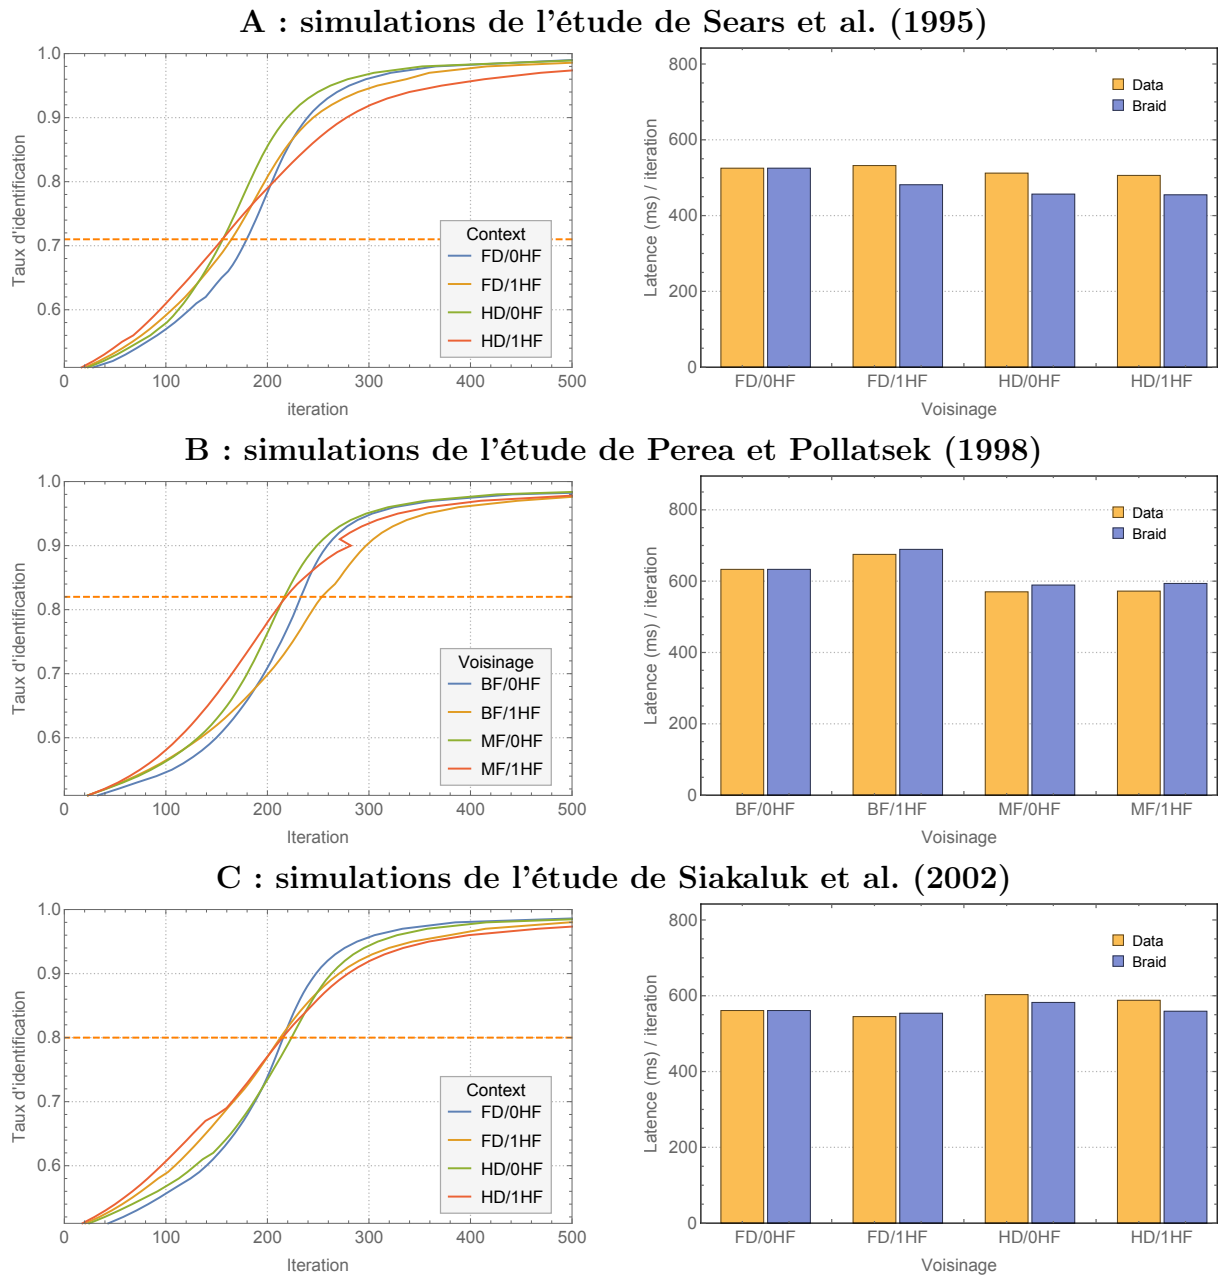 A : simulations de l'étude de Sears et al. (1995)
Taux d'identification
1.0
0.9
0.8
0.7
0.6
0 100 200 300 400 500
iteration
Context
FD/0HF
FD/1HF
HD/0HF
HD/1HF
Latence (ms) / iteration
800
600
400
200
0
Data
Braid
FD/0HF FD/1HF HD/0HF HD/1HF
Voisinage
B : simulations de l'étude de Perea et Pollatsek (1998)
Taux d'identification
1.0
0.9
0.8
0.7
0.6
0 100 200 300 400 500
Iteration
Voisinage
BF/0HF
BF/1HF
MF/0HF
MF/1HF
Latence (ms) / iteration
800
600
400
200
0
Data
Braid
BF/0HF BF/1HF MF/0HF MF/1HF
Voisinage
C : simulations de l'étude de Siakaluk et al. (2002)
Taux d'identification
1.0
0.9
0.8
0.7
0.6
0 100 200 300 400 500
Iteration
Context
FD/0HF
FD/1HF
HD/0HF
HD/1HF
Latence (ms) / iteration
800
600
400
200
0
Data
Braid
FD/0HF FD/1HF HD/0HF HD/1HF
Voisinage